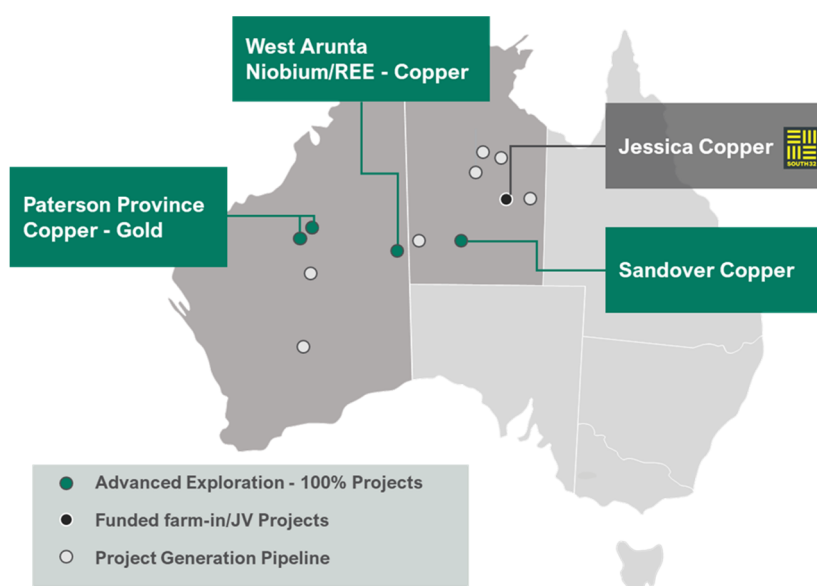 West Arunta
Niobium/REE - Copper
Jessica Copper
SOUTH32
Paterson Province
Copper - Gold
Sandover Copper
Advanced Exploration - 100% Projects
Funded farm-in/JV Projects
Project Generation Pipeline